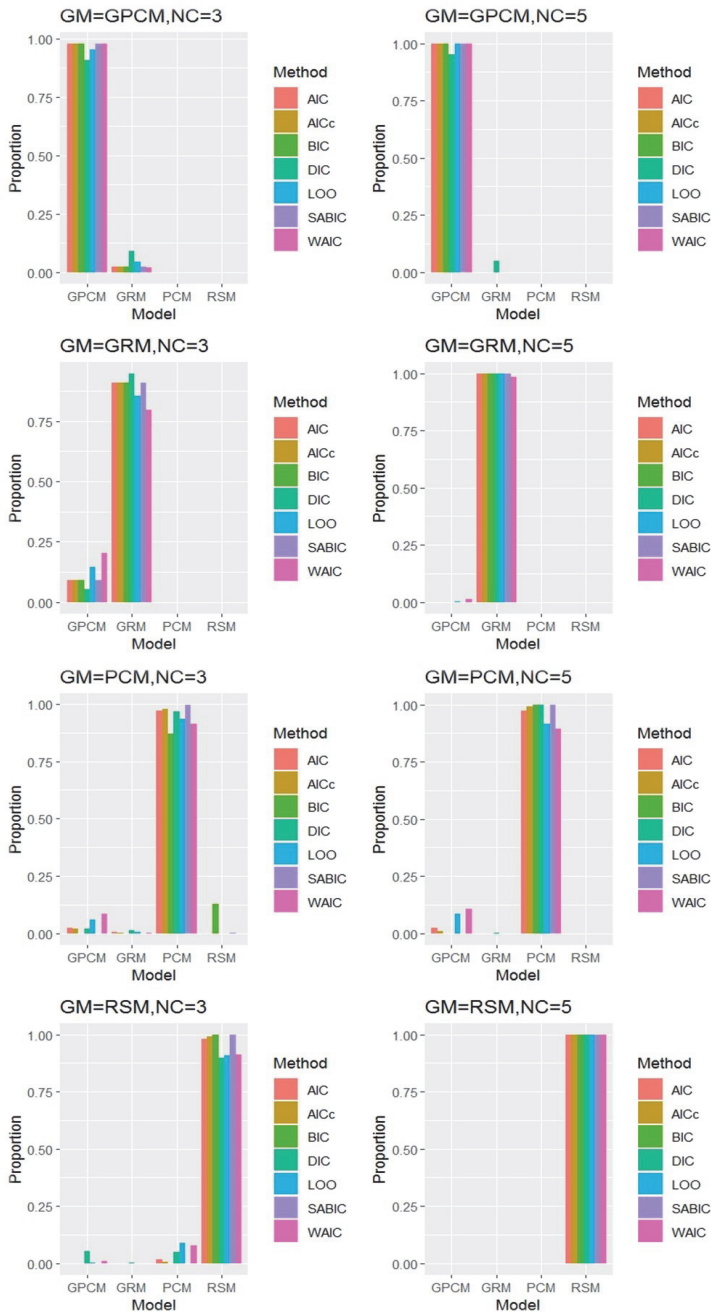 GM=GPCM,NC=3
Proportion
1.00
0.75
0.50
0.25
0.00
GPCM GRM PCM RSM
Model
Method
AIC
AICc
BIC
DIC
LOO
SABIC
WAIC
GM=GPCM,NC=5
Proportion
1.00
0.75
0.50
0.25
0.00
GPCM GRM PCM RSM
Model
Method
AIC
AICc
BIC
DIC
LOO
SABIC
WAIC
GM=GRM,NC=3
Proportion
0.75
0.50
0.25
0.00
GPCM GRM PCM RSM
Model
Method
AIC
AICc
BIC
DIC
LOO
SABIC
WAIC
GM=GRM,NC=5
Proportion
1.00
0.75
0.50
0.25
0.00
GPCM GRM PCM RSM
Model
Method
AIC
AICc
BIC
DIC
LOO
SABIC
WAIC
GM=PCM,NC=3
Proportion
1.00
0.75
0.50
0.25
0.00
GPCM GRM PCM RSM
Model
Method
AIC
AICc
BIC
DIC
LOO
SABIC
WAIC
GM=PCM,NC=5
Proportion
1.00
0.75
0.50
0.25
0.00
GPCM GRM PCM RSM
Model
Method
AIC
AICc
BIC
DIC
LOO
SABIC
WAIC
GM=RSM,NC=3
Proportion
1.00
0.75
0.50
0.25
0.00
GPCM GRM PCM RSM
Model
Method
AIC
AICc
BIC
DIC
LOO
SABIC
WAIC
GM=RSM,NC=5
Proportion
1.00
0.75
0.50
0.25
0.00
GPCM GRM PCM RSM
Model
Method
AIC
AICc
BIC
DIC
LOO
SABIC
WAIC